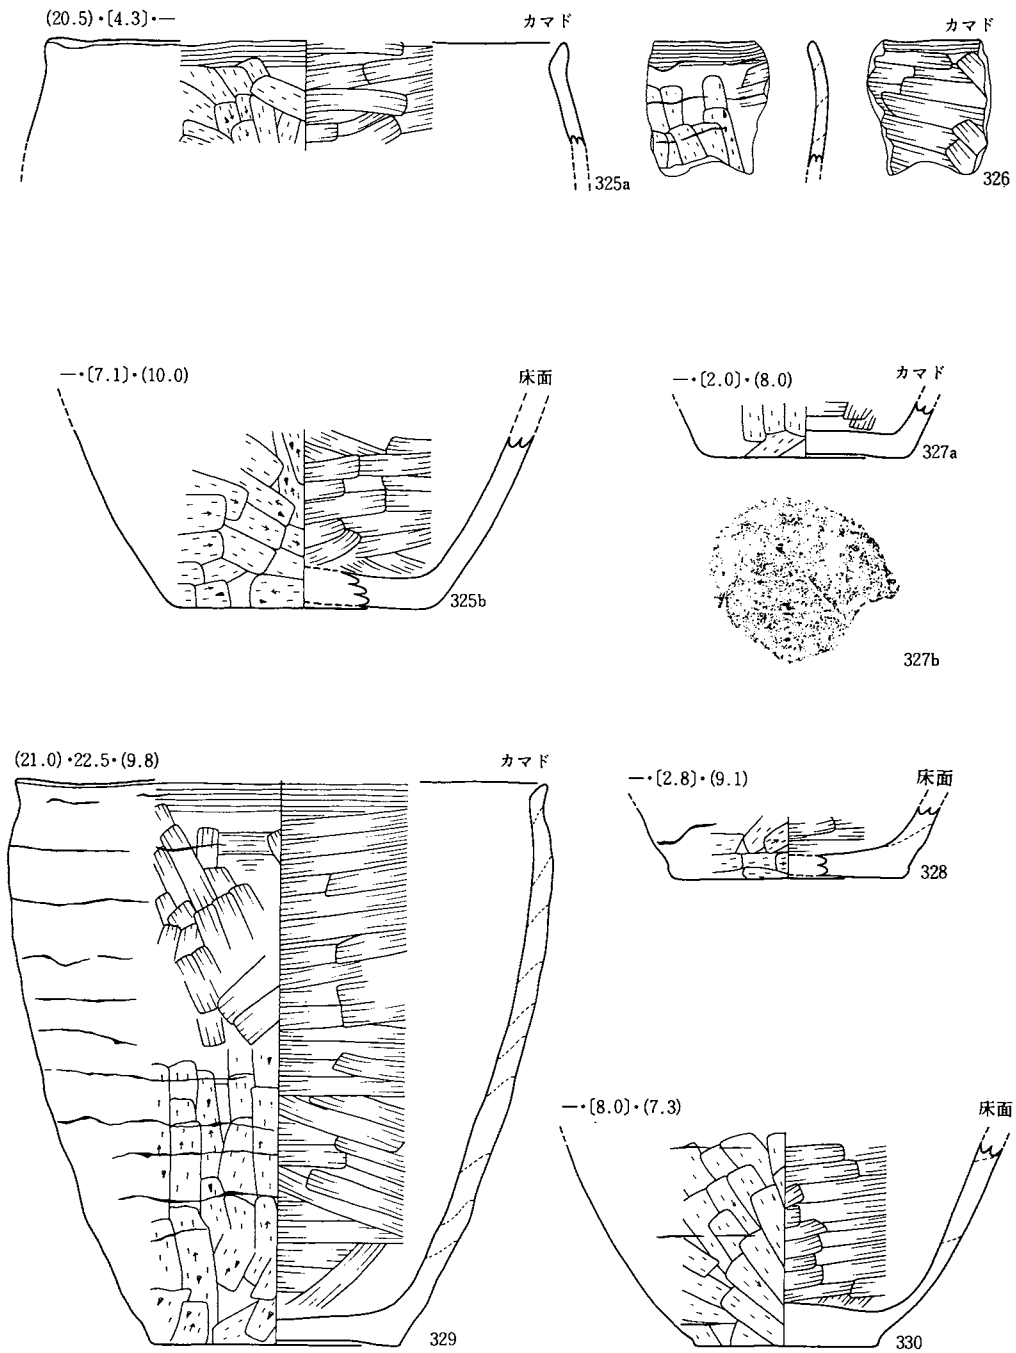 (20.5)・〔4.3〕・—
カマド
325a
カマド
326
—・〔7.1〕・(10.0)
床面
325b
—・〔2.0〕・(8.0)
カマド
327a
327b
(21.0)・22.5・(9.8)
カマド
329
—・〔2.8〕・(9.1)
床面
328
—・〔8.0〕・(7.3)
床面
330